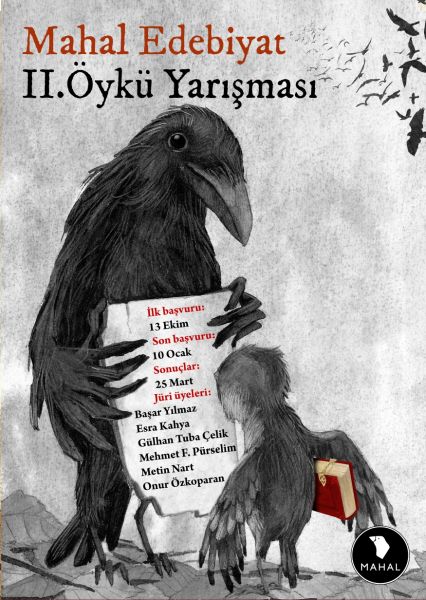 Mahal Edebiyat
II.Öykü Yarışması
İlk başvuru:
13 Ekim
Son başvuru:
10 Ocak
Sonuçlar:
25 Mart
Jüri üyeleri:
Başar Yılmaz
Esra Kahya
Gülhan Tuba Çelik
Mehmet F. Pürselim
Metin Nart
Onur Özkoparan
MAHAL